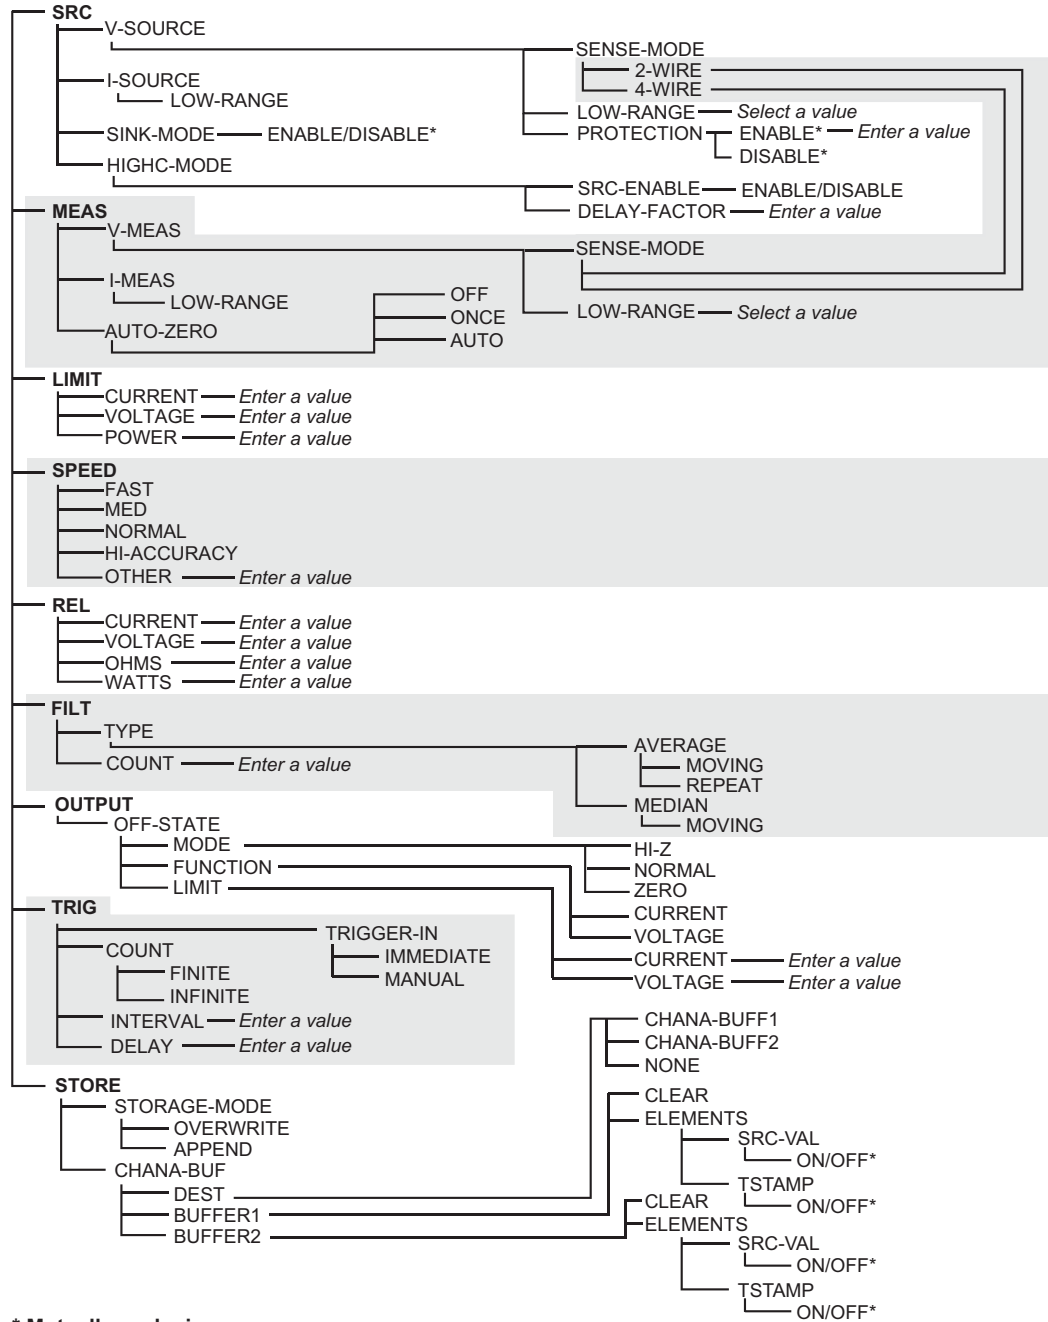 SRC
V-SOURCE
SENSE-MODE
2-WIRE
4-WIRE
LOW-RANGE Select a value
PROTECTION ENABLE* Enter a value
DISABLE*
I-SOURCE
LOW-RANGE
SINK-MODE ENABLE/DISABLE*
HIGHC-MODE
SRC-ENABLE ENABLE/DISABLE
DELAY-FACTOR Enter a value
MEAS
V-MEAS
SENSE-MODE
LOW-RANGE Select a value
I-MEAS
LOW-RANGE
AUTO-ZERO
OFF
ONCE
AUTO
LIMIT
CURRENT Enter a value
VOLTAGE Enter a value
POWER Enter a value
SPEED
FAST
MED
NORMAL
HI-ACCURACY
OTHER Enter a value
REL
CURRENT Enter a value
VOLTAGE Enter a value
OHMS Enter a value
WATTS Enter a value
FILT
TYPE
AVERAGE
MOVING
REPEAT
MEDIAN
MOVING
COUNT Enter a value
OUTPUT
OFF-STATE
MODE
HI-Z
NORMAL
ZERO
FUNCTION
CURRENT
VOLTAGE
LIMIT
CURRENT Enter a value
VOLTAGE Enter a value
TRIG
TRIGGER-IN
IMMEDIATE
MANUAL
COUNT
FINITE
INFINITE
INTERVAL Enter a value
DELAY Enter a value
STORE
STORAGE-MODE
OVERWRITE
APPEND
CHANA-BUF
DEST
CHANA-BUFF1
CHANA-BUFF2
NONE
BUFFER1
CLEAR
ELEMENTS
SRC-VAL
ON/OFF*
TSTAMP
ON/OFF*
BUFFER2
CLEAR
ELEMENTS
SRC-VAL
ON/OFF*
TSTAMP
ON/OFF*